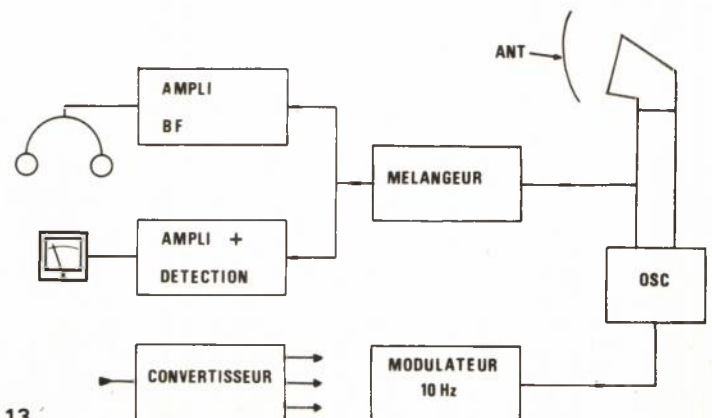 ANT
AMPLI
BF
MELANGEUR
AMPLI +
DETECTION
OSC
CONVERTISSEUR
MODULATEUR
10 Hz
13